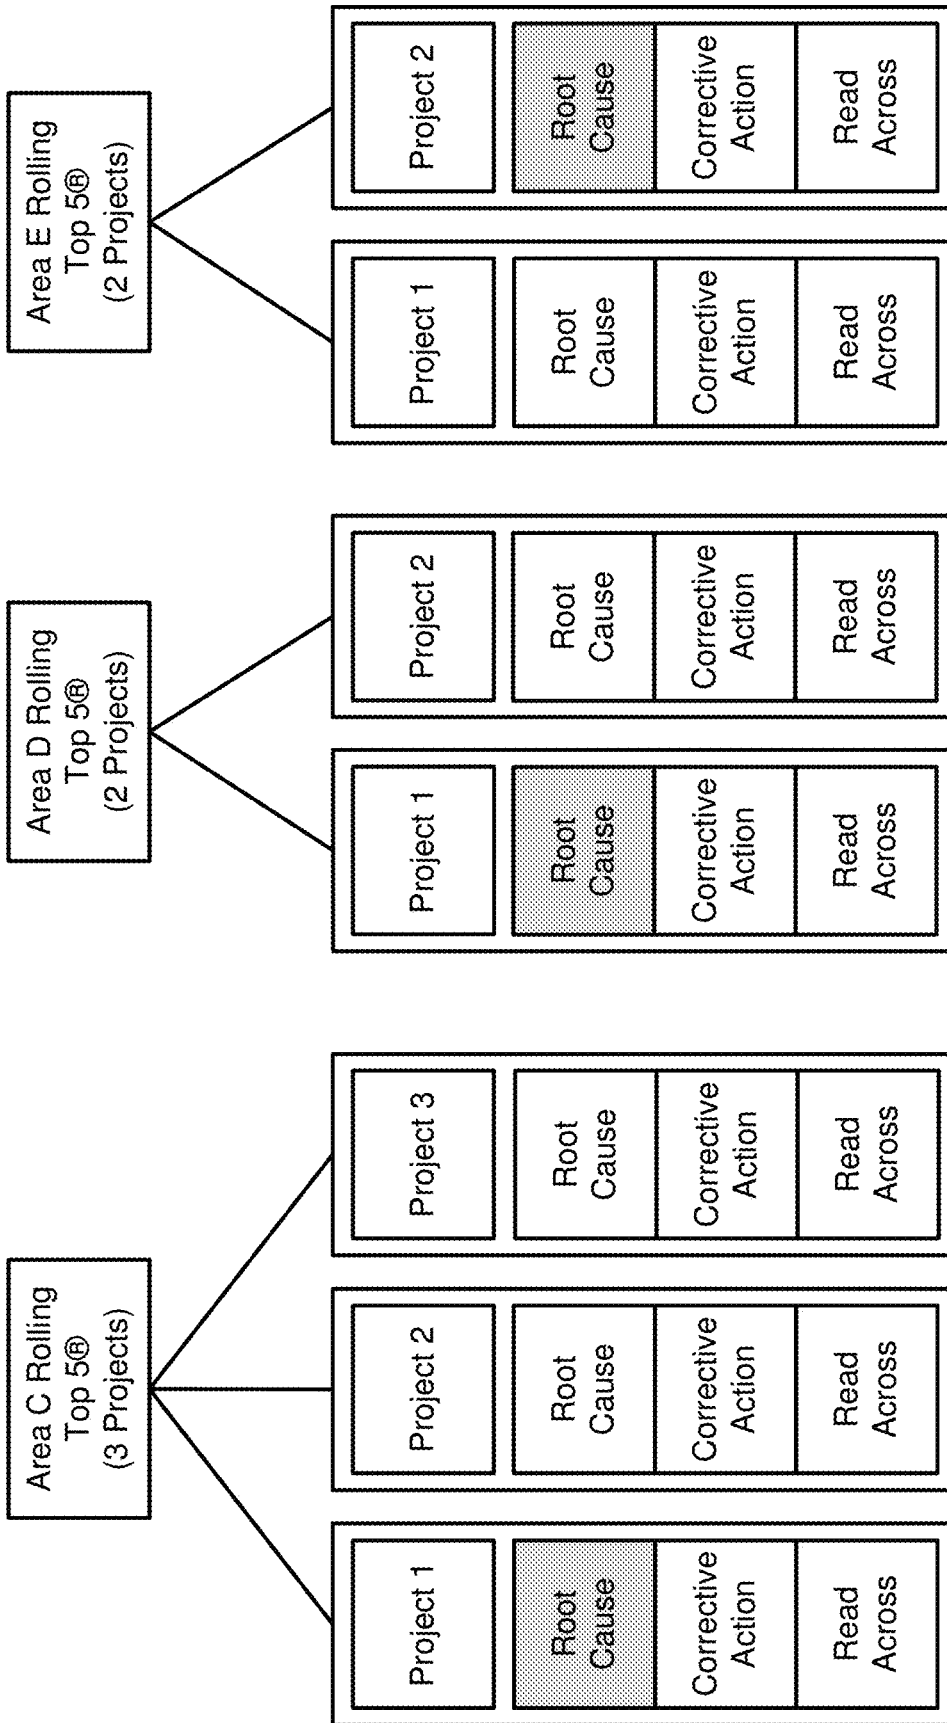 Area C Rolling
Top 5®
(3 Projects)
Project 1
Root
Cause
Corrective
Action
Read
Across
Project 2
Root
Cause
Corrective
Action
Read
Across
Project 3
Root
Cause
Corrective
Action
Read
Across
Area D Rolling
Top 5®
(2 Projects)
Project 1
Root
Cause
Corrective
Action
Read
Across
Project 2
Root
Cause
Corrective
Action
Read
Across
Area E Rolling
Top 5®
(2 Projects)
Project 1
Root
Cause
Corrective
Action
Read
Across
Project 2
Root
Cause
Corrective
Action
Read
Across